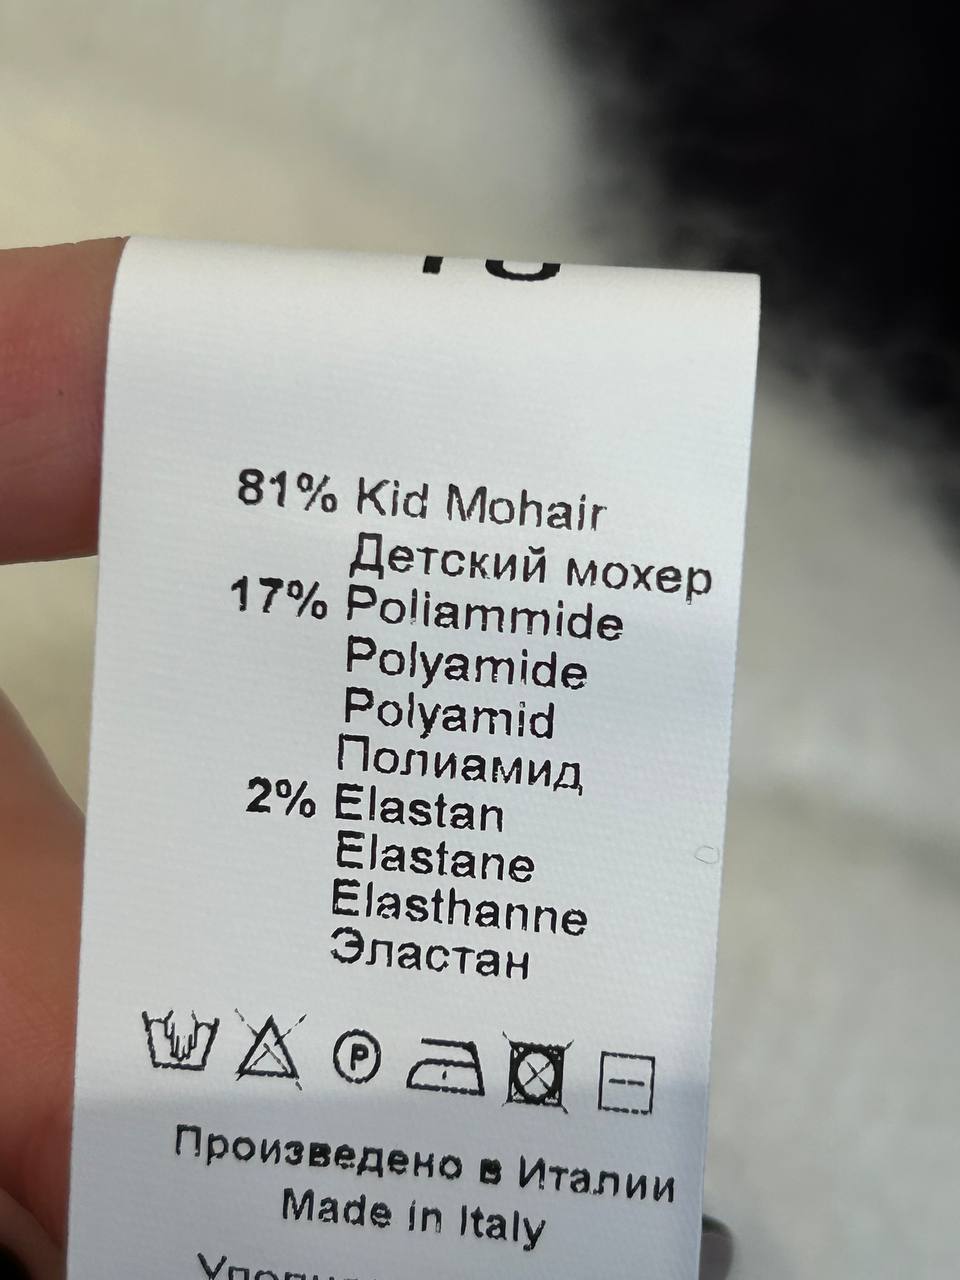 81% Kid Mohair
Детский мохер
17% Poliammide
Polyamide
Polyamid
Полиамид
2% Elastan
Elastane
Elasthanne
Эластан
P
Произведено в Италии
Made in Italy